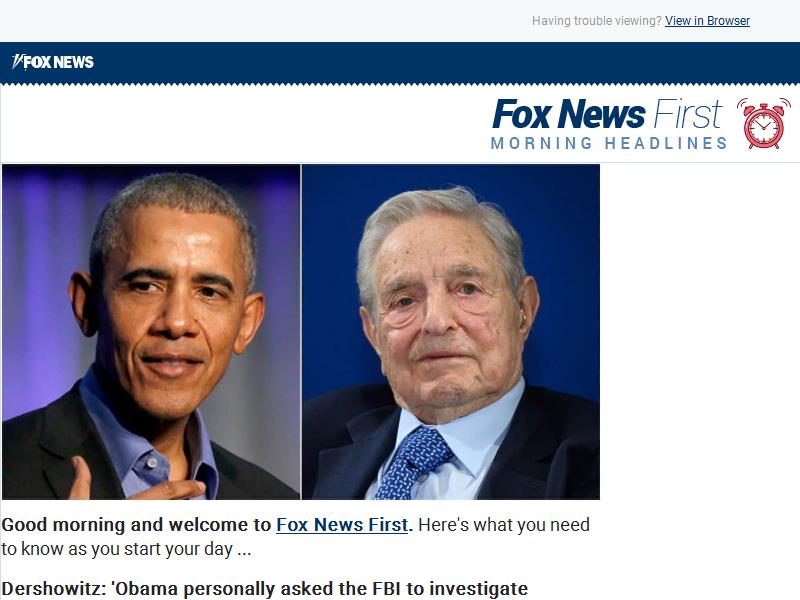 Having trouble viewing? View in Browser
FOX NEWS
Fox News First
MORNING HEADLINES
Good morning and welcome to Fox News First. Here's what you need
to know as you start your day ...
Dershowitz: 'Obama personally asked the FBI to investigate